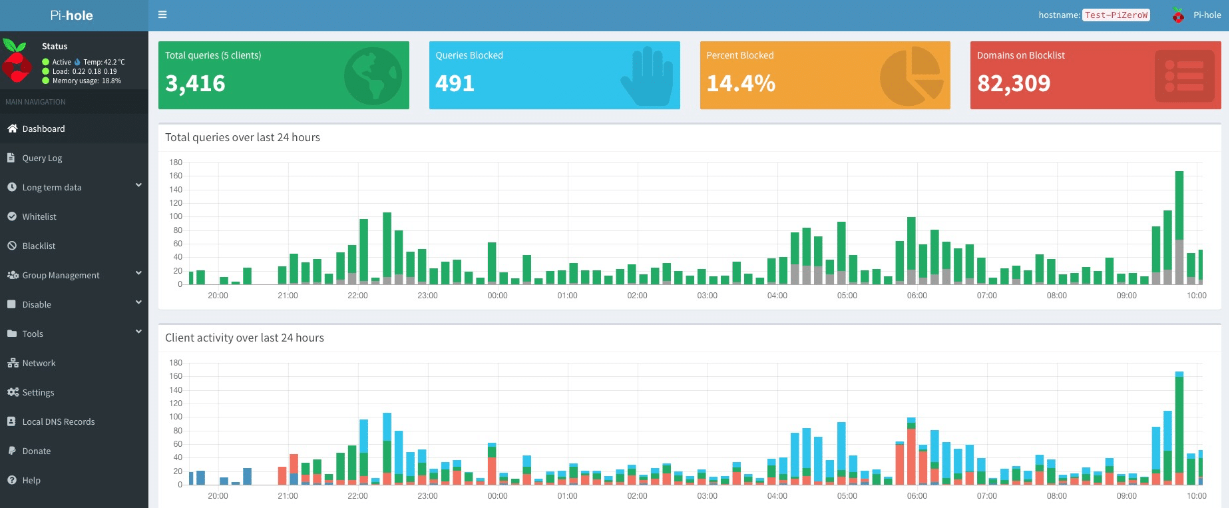 Pi-hole
hostname: Test-PiZeroW
Pi-hole
Status
Active Temp: 42.2 °C
Load: 0.22 0.18 0.19
Memory usage: 18.8%
MAIN NAVIGATION
Dashboard
Query Log
Long term data
Whitelist
Blacklist
Group Management
Disable
Tools
Network
Settings
Local DNS Records
Donate
Help
Total queries (5 clients)
3,416
Queries Blocked
491
Percent Blocked
14.4%
Domains on Blocklist
82,309
Total queries over last 24 hours
180
160
140
120
100
80
60
40
20
0
20:00 21:00 22:00 23:00 00:00 01:00 02:00 03:00 04:00 05:00 06:00 07:00 08:00 09:00 10:00
Client activity over last 24 hours
180
160
140
120
100
80
60
40
20
0
20:00 21:00 22:00 23:00 00:00 01:00 02:00 03:00 04:00 05:00 06:00 07:00 08:00 09:00 10:00